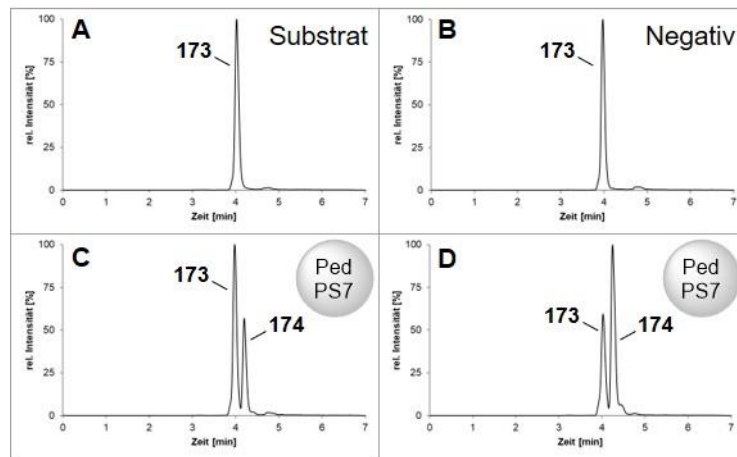 A
Substrat
173
rel. Intensität [%]
100
75
50
25
0
0 1 2 3 4 5 6 7
Zeit [min]
B
Negativ
173
rel. Intensität [%]
100
75
50
25
0
0 1 2 3 4 5 6 7
Zeit [min]
C
Ped
PS7
173
174
rel. Intensität [%]
100
75
50
25
0
0 1 2 3 4 5 6 7
Zeit [min]
D
Ped
PS7
173
174
rel. Intensität [%]
100
75
50
25
0
0 1 2 3 4 5 6 7
Zeit [min]